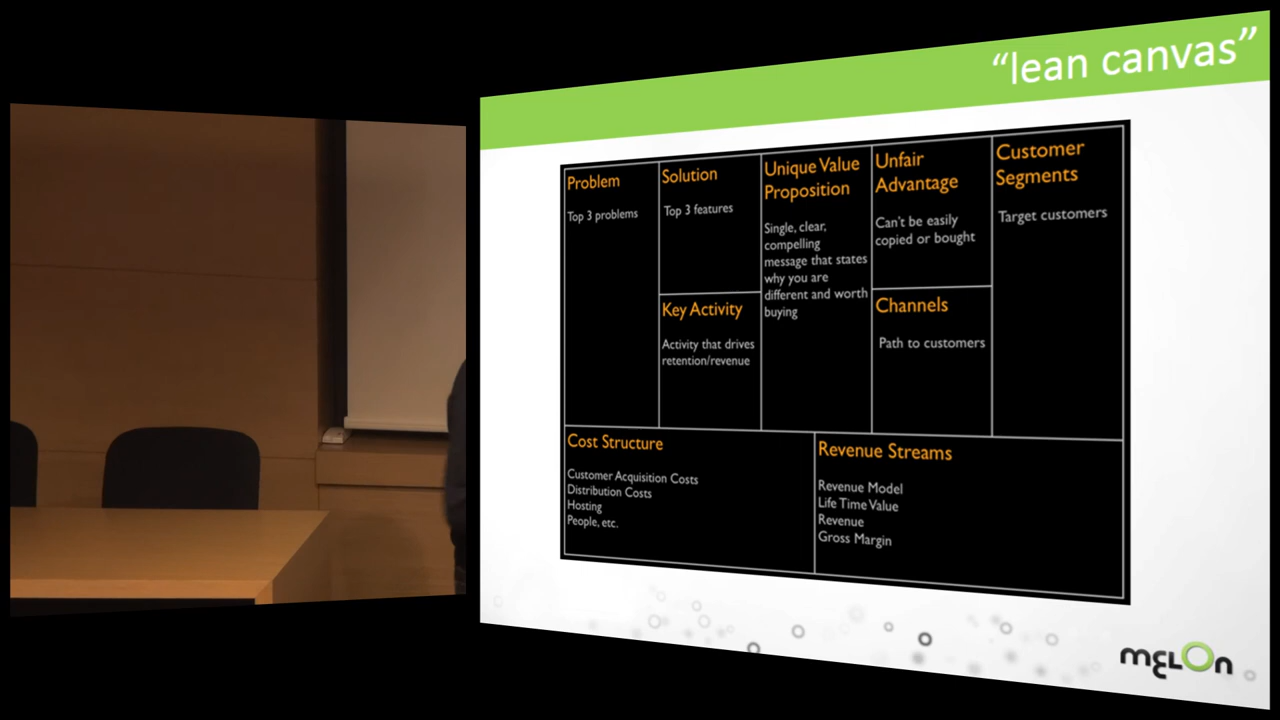 “lean canvas”
Problem
Top 3 problems
Solution
Top 3 features
Key Activity
Activity that drives
retention/revenue
Unique Value
Proposition
Single, clear,
compelling
message that states
why you are
different and worth
buying
Unfair
Advantage
Can't be easily
copied or bought
Channels
Path to customers
Customer
Segments
Target customers
Cost Structure
Customer Acquisition Costs
Distribution Costs
Hosting
People, etc.
Revenue Streams
Revenue Model
Life Time Value
Revenue
Gross Margin
mɛLOn